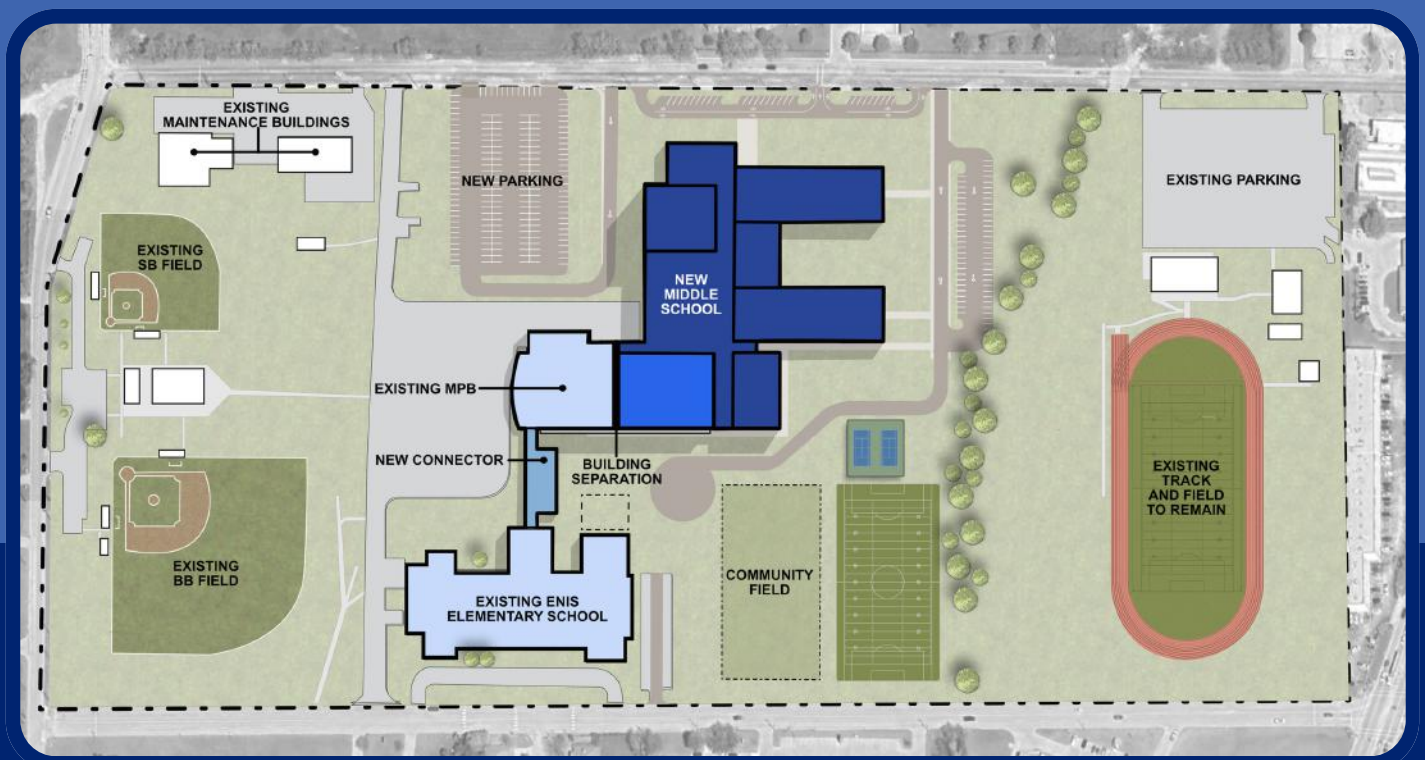 EXISTING
MAINTENANCE BUILDINGS
NEW PARKING
EXISTING PARKING
EXISTING
SB FIELD
NEW
MIDDLE
SCHOOL
EXISTING MPB
NEW CONNECTOR
BUILDING
SEPARATION
EXISTING
TRACK
AND FIELD
TO REMAIN
EXISTING
BB FIELD
COMMUNITY
FIELD
EXISTING ENIS
ELEMENTARY SCHOOL